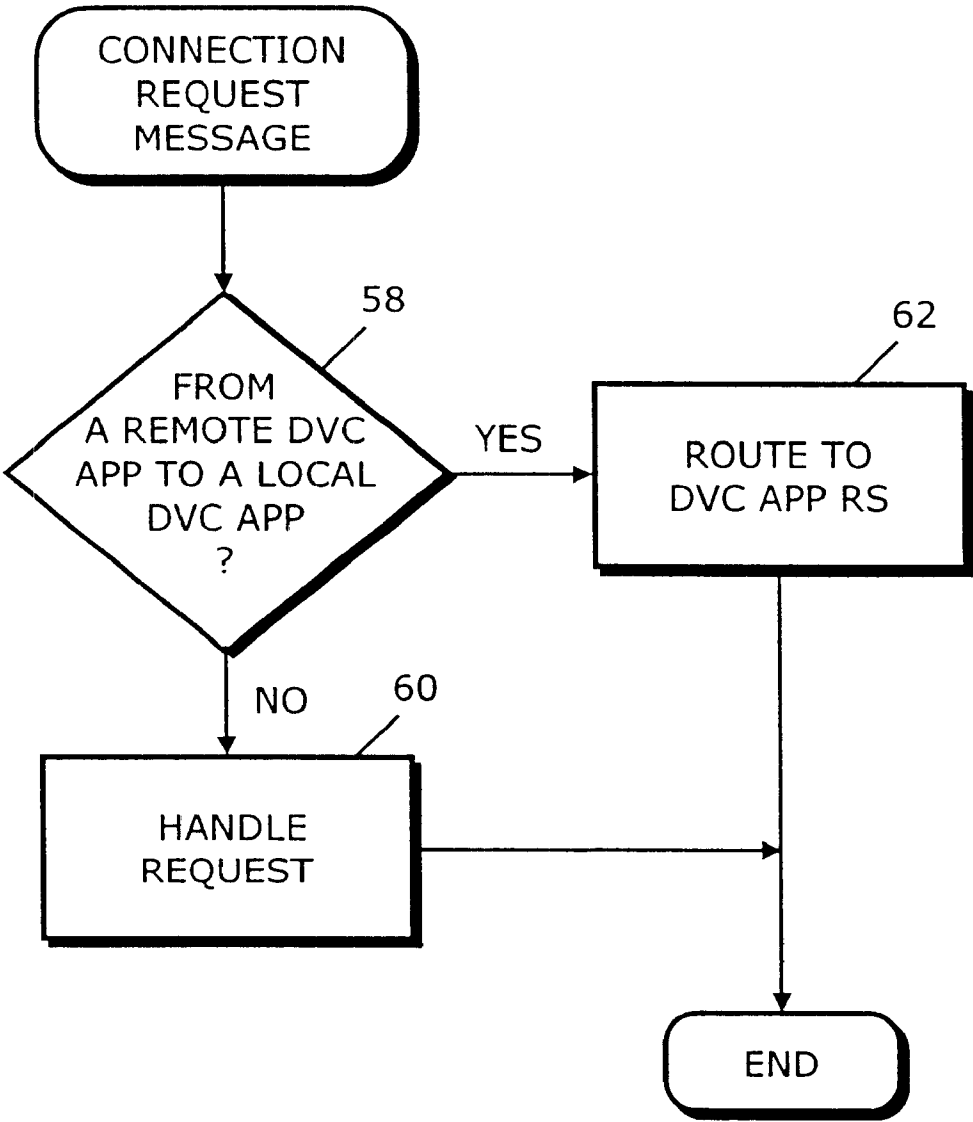 CONNECTION
REQUEST
MESSAGE
58
FROM
A REMOTE DVC
APP TO A LOCAL
DVC APP
?
YES
62
ROUTE TO
DVC APP RS
NO
60
HANDLE
REQUEST
END